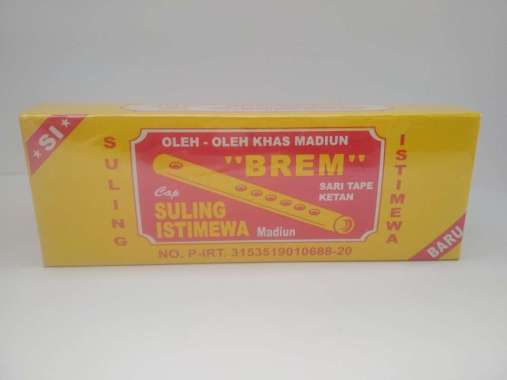 *SI*
SULING
OLEH - OLEH KHAS MADIUN
"BREM"
SARI TAPE
KETAN
Cap
SULING
ISTIMEWA Madiun
NO. P-IRT. 3153519010688-20
ISTIMEWA
BARU